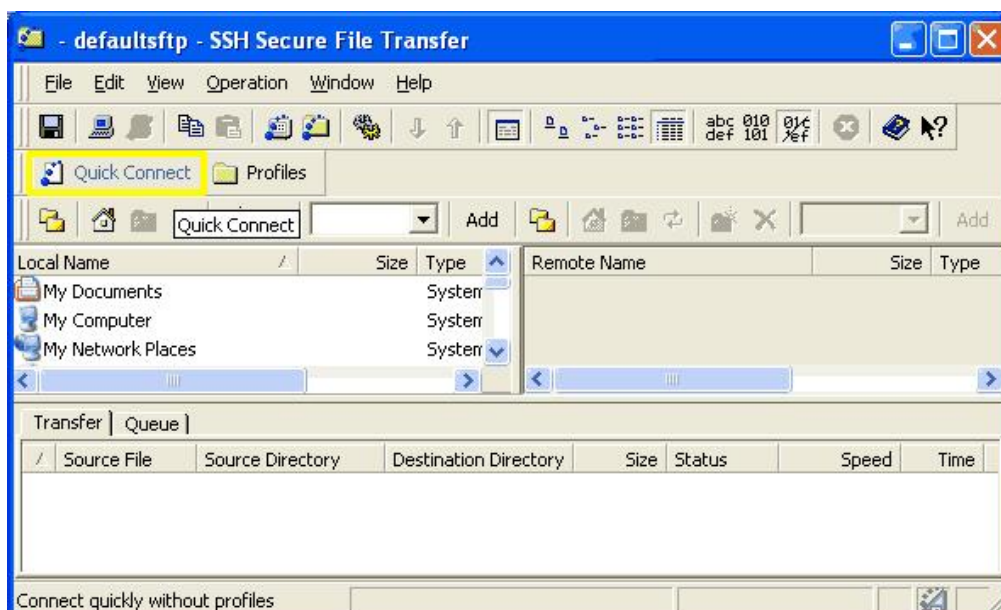 - defaultsftp - SSH Secure File Transfer
File Edit View Operation Window Help
abc def 010 101
Quick Connect Profiles
Quick Connect Add Add
Local Name Size Type Remote Name Size Type
My Documents System
My Computer System
My Network Places System
Transfer Queue
Source File Source Directory Destination Directory Size Status Speed Time
Connect quickly without profiles